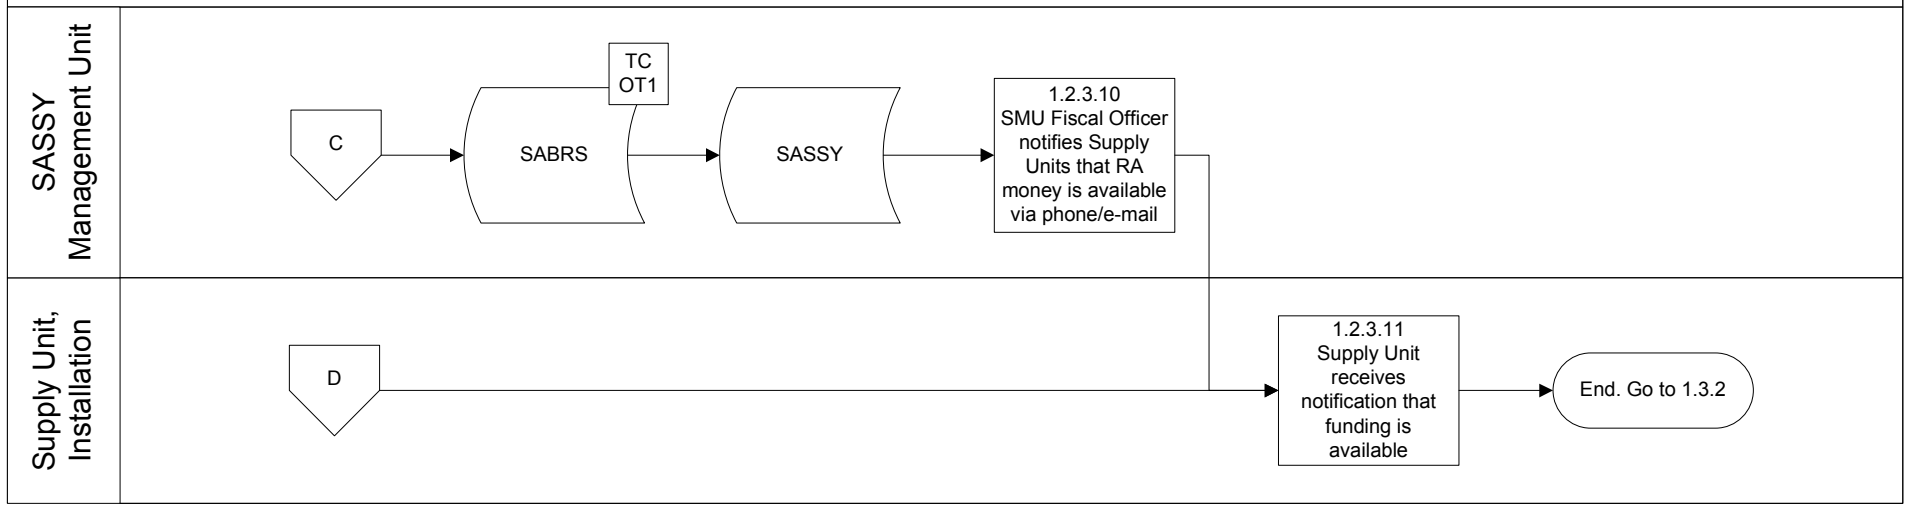 SASSY
Management Unit
C
SABRS
TC
OT1
SASSY
1.2.3.10
SMU Fiscal Officer
notifies Supply
Units that RA
money is available
via phone/e-mail
Supply Unit,
Installation
D
1.2.3.11
Supply Unit
receives
notification that
funding is
available
End. Go to 1.3.2